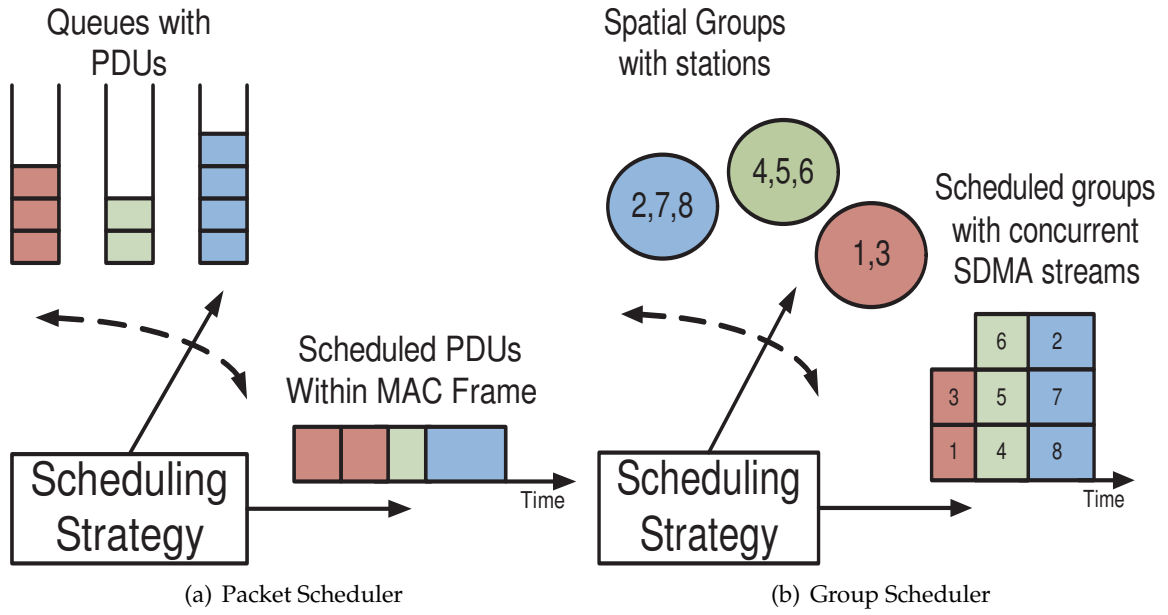 Queues with
PDUs
Scheduled PDUs
Within MAC Frame
Scheduling
Strategy
Time
(a) Packet Scheduler
Spatial Groups
with stations
2,7,8
4,5,6
1,3
Scheduled groups
with concurrent
SDMA streams
6 2
3 5 7
1 4 8
Scheduling
Strategy
Time
(b) Group Scheduler